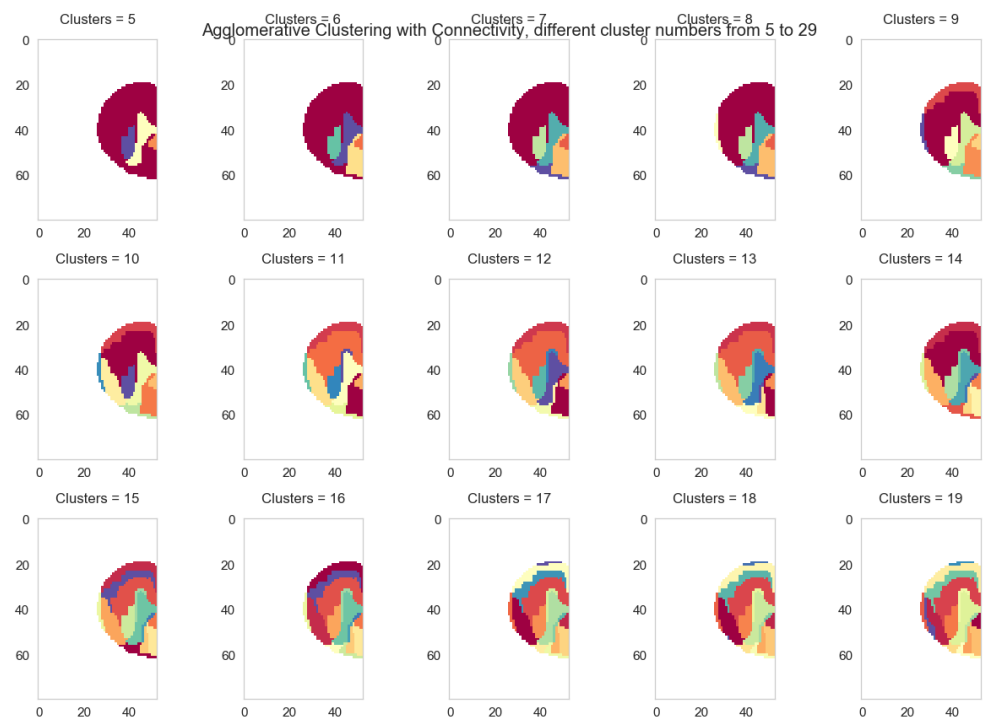 Clusters = 5 Clusters = 6 Clusters = 7 Clusters = 8 Clusters = 9
Agglomerative Clustering with Connectivity, different cluster numbers from 5 to 29
0 0 0 0 0
20 20 20 20 20
40 40 40 40 40
60 60 60 60 60
0 20 40 0 20 40 0 20 40 0 20 40 0 20 40
Clusters = 10 Clusters = 11 Clusters = 12 Clusters = 13 Clusters = 14
0 0 0 0 0
20 20 20 20 20
40 40 40 40 40
60 60 60 60 60
0 20 40 0 20 40 0 20 40 0 20 40 0 20 40
Clusters = 15 Clusters = 16 Clusters = 17 Clusters = 18 Clusters = 19
0 0 0 0 0
20 20 20 20 20
40 40 40 40 40
60 60 60 60 60
0 20 40 0 20 40 0 20 40 0 20 40 0 20 40